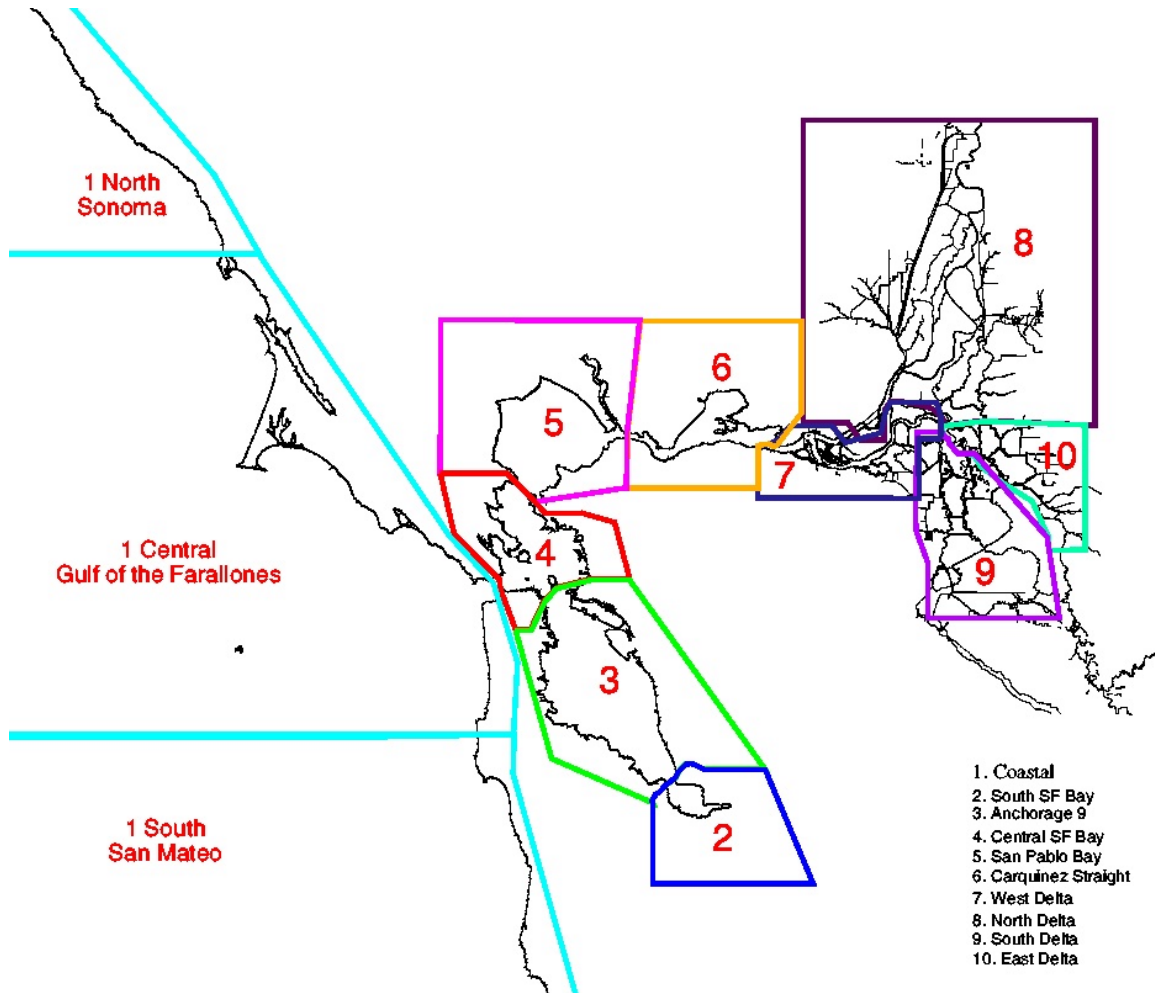 1 North
Sonoma
8
6
5
10
7
1 Central
Gulf of the Farallones
4
9
3
1 South
San Mateo
2
1. Coastal
2. South SF Bay
3. Anchorage 9
4. Central SF Bay
5. San Pablo Bay
6. Carquinez Straight
7. West Delta
8. North Delta
9. South Delta
10. East Delta